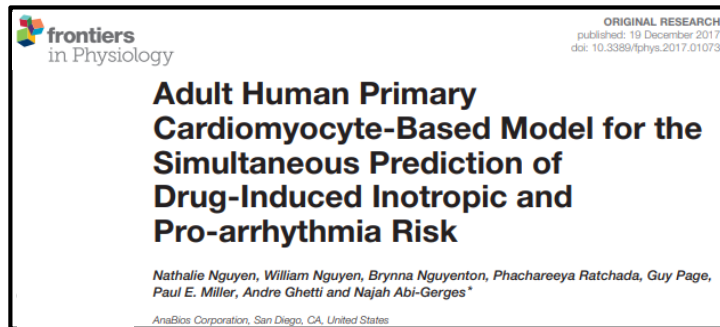 frontiers
in Physiology
ORIGINAL RESEARCH
published: 19 December 2017
doi: 10.3389/fphys.2017.01073
Adult Human Primary
Cardiomyocyte-Based Model for the
Simultaneous Prediction of
Drug-Induced Inotropic and
Pro-arrhythmia Risk
Nathalie Nguyen, William Nguyen, Brynna Nguyenton, Phachareeya Ratchada, Guy Page,
Paul E. Miller, Andre Ghetti and Najah Abi-Gerges*
AnaBios Corporation, San Diego, CA, United States